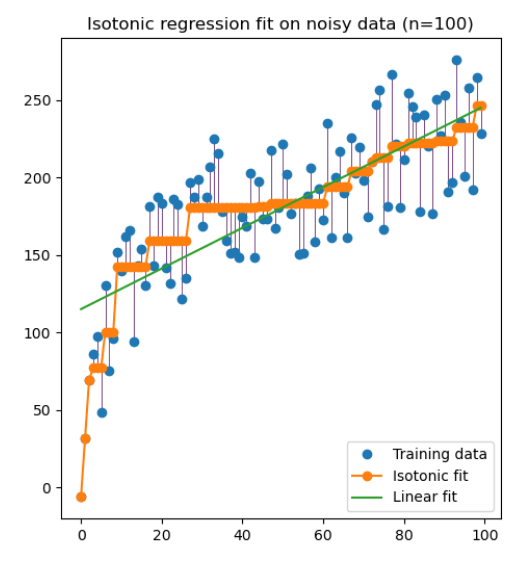 Isotonic regression fit on noisy data (n=100)
250
200
150
100
50
0
0 20 40 60 80 100
Training data
Isotonic fit
Linear fit